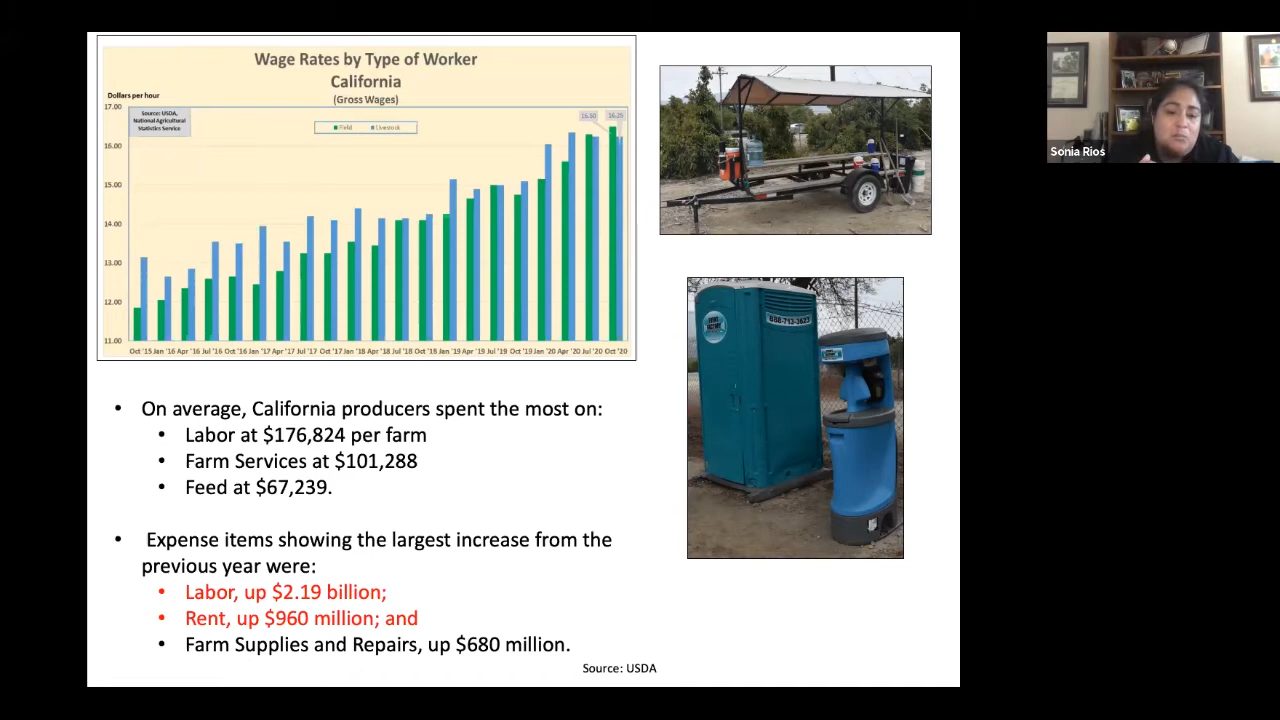 Wage Rates by Type of Worker
California
(Gross Wages)
Dollars per hour
17.00
16.00
15.00
14.00
13.00
12.00
11.00
Source: USDA,
National Agricultural
Statistics Service
Field
Livestock
16.50
16.25
Oct '15 Jan '16 Apr '16 Jul '16 Oct '16 Jan '17 Apr '17 Jul '17 Oct '17 Jan '18 Apr '18 Jul '18 Oct '18 Jan '19 Apr '19 Jul '19 Oct '19 Jan '20 Apr '20 Jul '20 Oct '20
888-713-3623
Sonia Rios
• On average, California producers spent the most on:
• Labor at $176,824 per farm
• Farm Services at $101,288
• Feed at $67,239.
• Expense items showing the largest increase from the
previous year were:
• Labor, up $2.19 billion;
• Rent, up $960 million; and
• Farm Supplies and Repairs, up $680 million.
Source: USDA